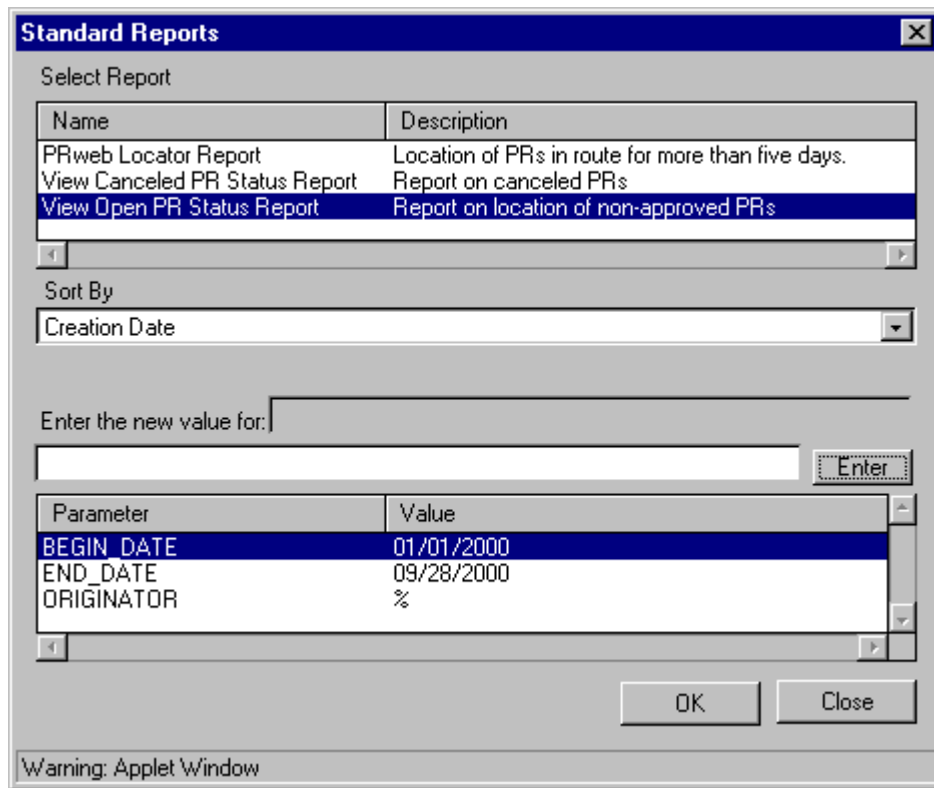 Standard Reports
Select Report
Name Description
PRweb Locator Report Location of PRs in route for more than five days.
View Canceled PR Status Report Report on canceled PRs
View Open PR Status Report Report on location of non-approved PRs
Sort By
Creation Date
Enter the new value for:
Enter
Parameter Value
BEGIN_DATE 01/01/2000
END_DATE 09/28/2000
ORIGINATOR %
OK Close
Warning: Applet Window